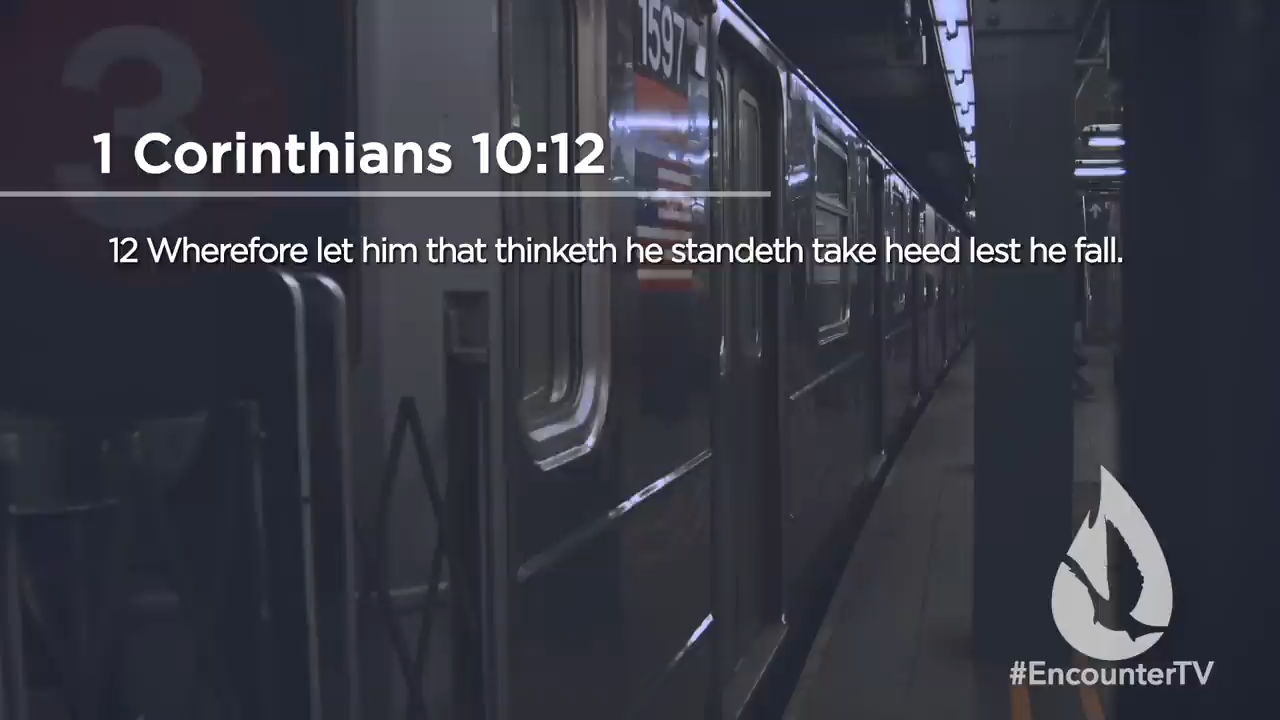 3
1597
1 Corinthians 10:12
12 Wherefore let him that thinketh he standeth take heed lest he fall.
#EncounterTV